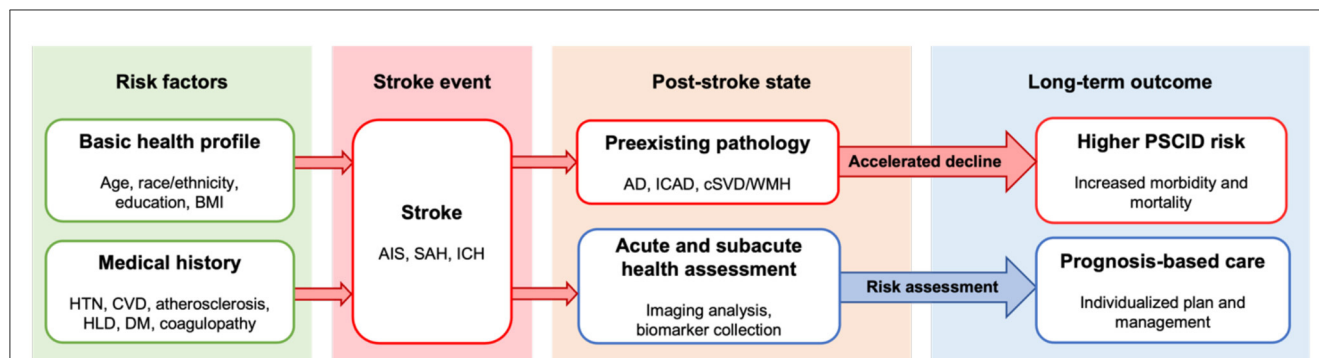 Risk factors
Stroke event
Post-stroke state
Long-term outcome
Basic health profile
Age, race/ethnicity,
education, BMI
Medical history
HTN, CVD, atherosclerosis,
HLD, DM, coagulopathy
Stroke
AIS, SAH, ICH
Preexisting pathology
AD, ICAD, cSVD/WMH
Acute and subacute
health assessment
Imaging analysis,
biomarker collection
Accelerated decline
Risk assessment
Higher PSCID risk
Increased morbidity and
mortality
Prognosis-based care
Individualized plan and
management